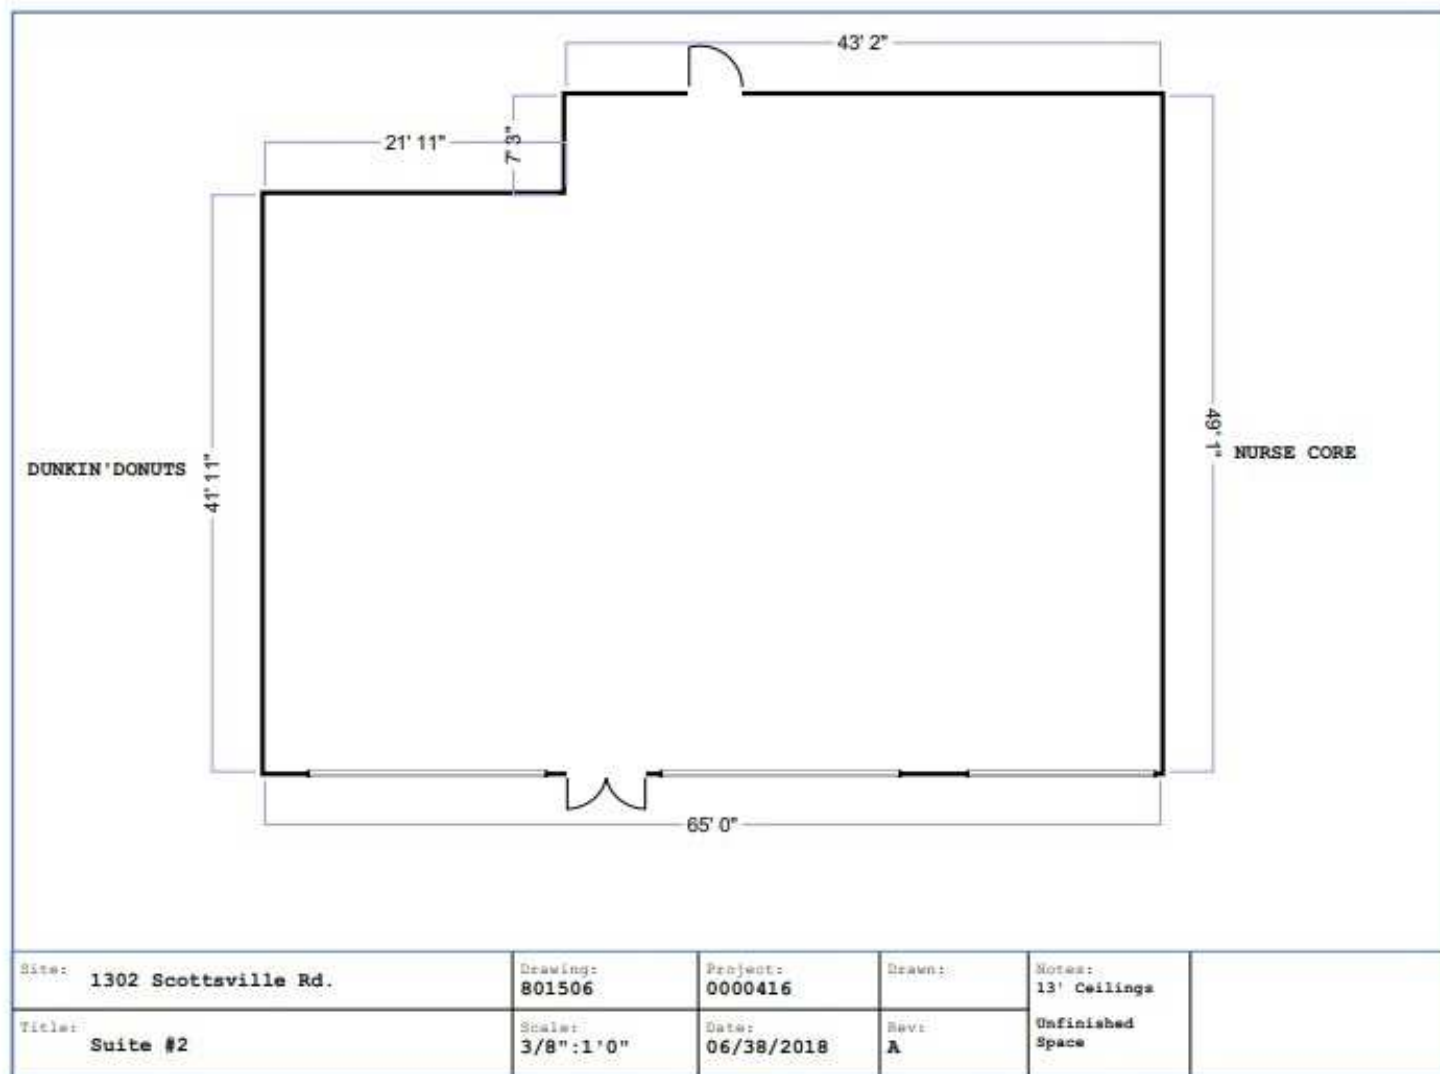 43' 2"
21' 11"
7' 3"
DUNKIN'DONUTS
41' 11"
49' 1"
NURSE CORE
65' 0"
Site: 1302 Scottsville Rd.
Drawing:
801506
Project:
0000416
Drawn:
Notes:
13' Ceilings
Unfinished
Space
Title: Suite #2
Scale:
3/8":1'0"
Date:
06/38/2018
Rev:
A